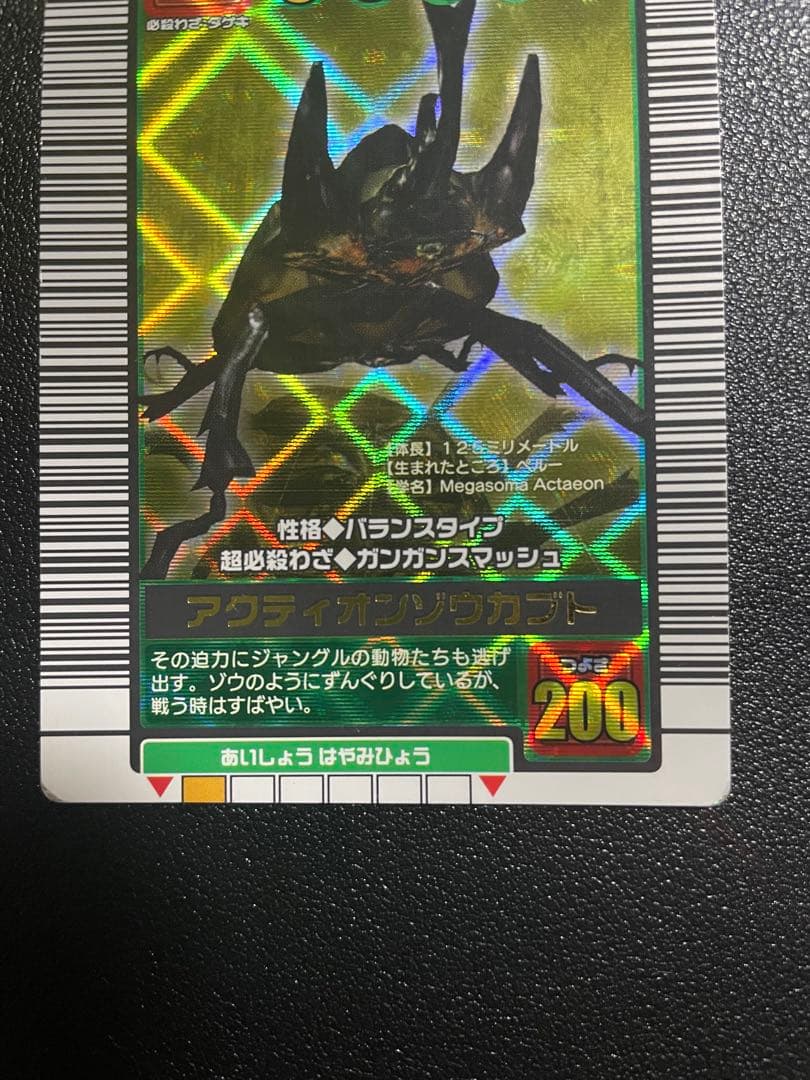 必殺わざ・ダゲキ
【体長】120ミリメートル
【生まれたところ】ペルー
【学名】Megasoma Actaeon
性格◆バランスタイプ
超必殺わざ◆ガンガンスマッシュ
アクティオンゾウカブト
その迫力にジャングルの動物たちも逃げ
出す。ゾウのようにずんぐりしているが、
戦う時はすばやい。
つよさ
200
あいしょう はやみひょう